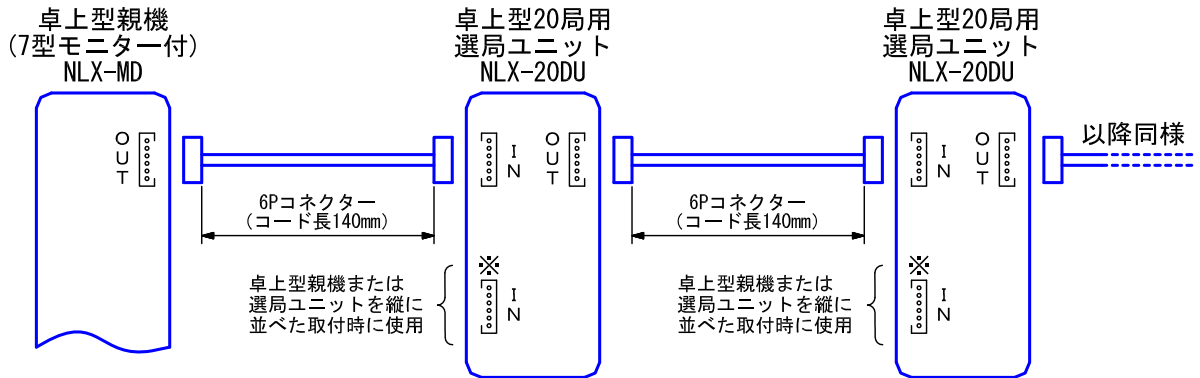 卓上型親機
(7型モニター付)
NLX-MD
OUT
6Pコネクター
(コード長140mm)
卓上型20局用
選局ユニット
NLX-20DU
IN
OUT
※
卓上型親機または
選局ユニットを縦に
並べた取付時に使用
IN
6Pコネクター
(コード長140mm)
卓上型20局用
選局ユニット
NLX-20DU
IN
OUT
以降同様
※
卓上型親機または
選局ユニットを縦に
並べた取付時に使用
IN